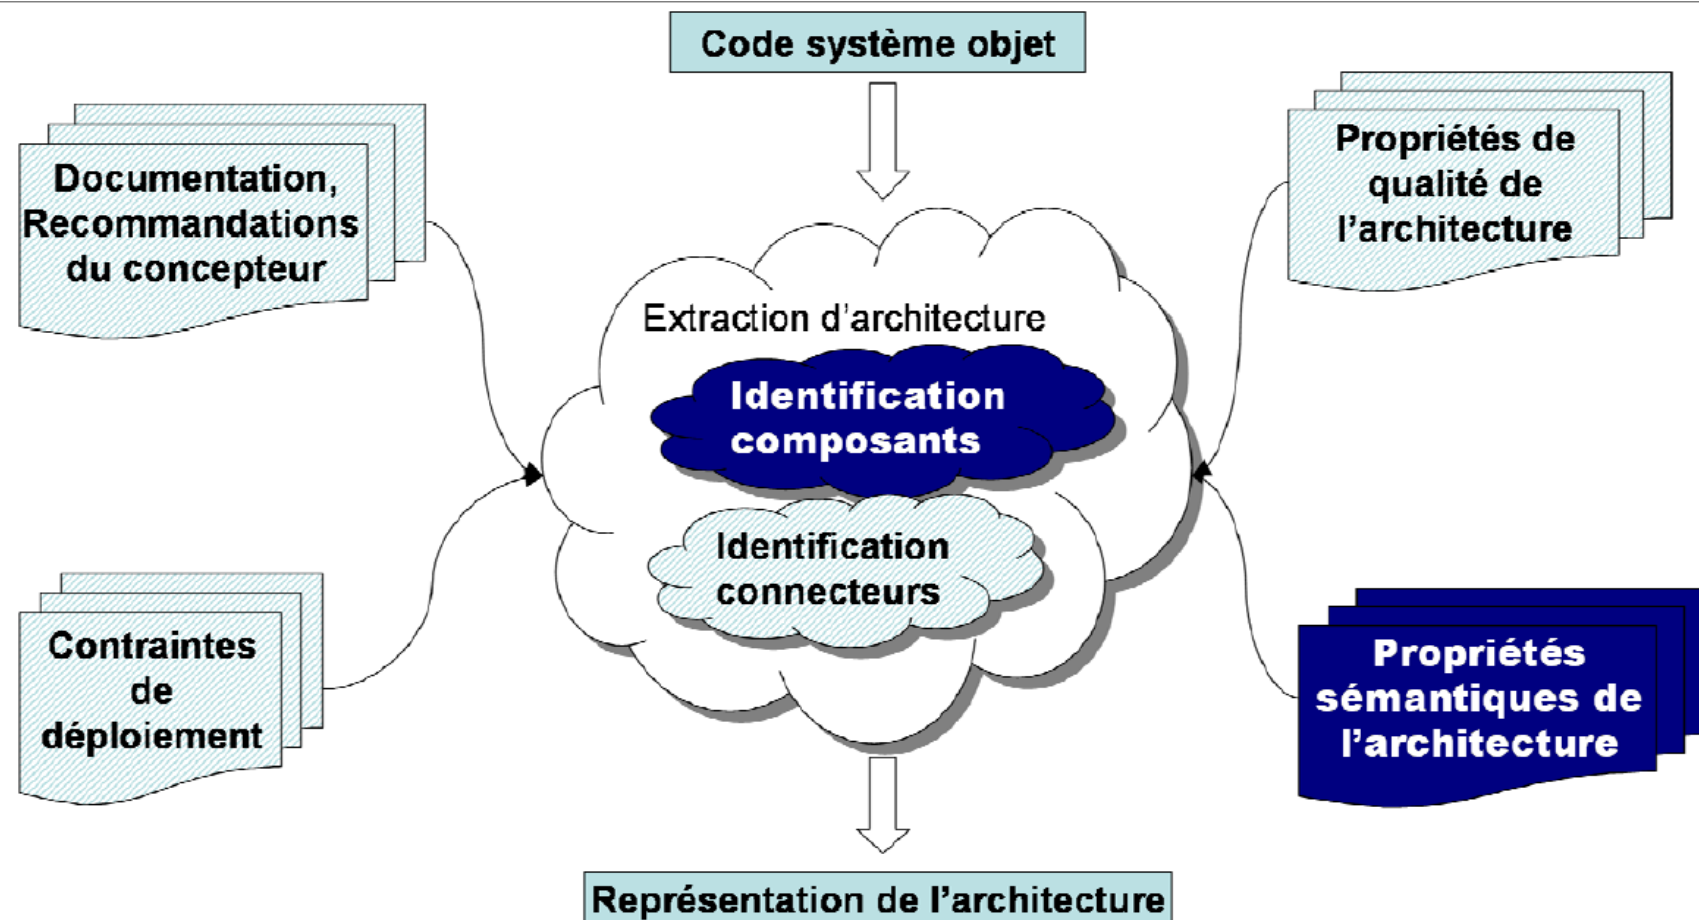 Code système objet
Documentation,
Recommandations
du concepteur
Propriétés de
qualité de
l'architecture
Extraction d'architecture
Identification
composants
Identification
connecteurs
Contraintes
de
déploiement
Propriétés
sémantiques de
l'architecture
Représentation de l'architecture